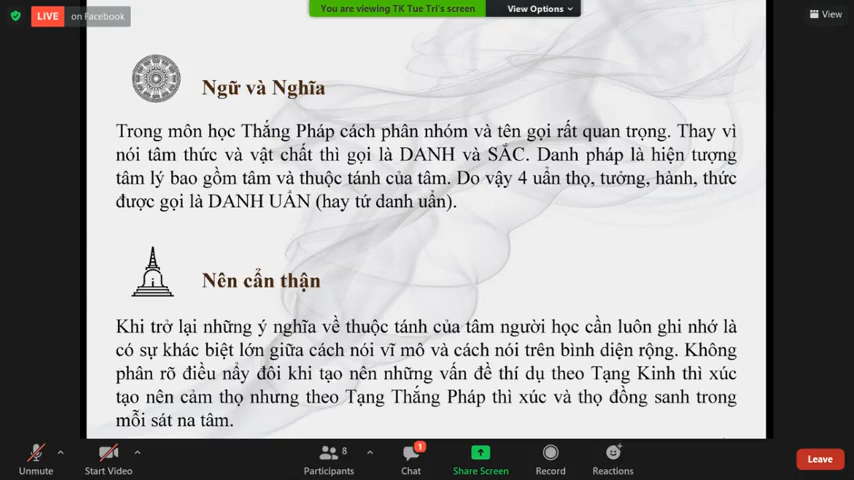 LIVE on Facebook
You are viewing TK Tue Tri's screen
View Options
View
Ngữ và Nghĩa
Trong môn học Thắng Pháp cách phân nhóm và tên gọi rất quan trọng. Thay vì
nói tâm thức và vật chất thì gọi là DANH và SẮC. Danh pháp là hiện tượng
tâm lý bao gồm tâm và thuộc tánh của tâm. Do vậy 4 uẩn thọ, tưởng, hành, thức
được gọi là DANH UẨN (hay tứ danh uẩn).
Nên cẩn thận
Khi trở lại những ý nghĩa về thuộc tánh của tâm người học cần luôn ghi nhớ là
có sự khác biệt lớn giữa cách nói vĩ mô và cách nói trên bình diện rộng. Không
phân rõ điều nầy đôi khi tạo nên những vấn đề thí dụ theo Tạng Kinh thì xúc
tạo nên cảm thọ nhưng theo Tạng Thắng Pháp thì xúc và thọ đồng sanh trong
mỗi sát na tâm.
Unmute
Start Video
8
Participants
1
Chat
Share Screen
Record
Reactions
Leave